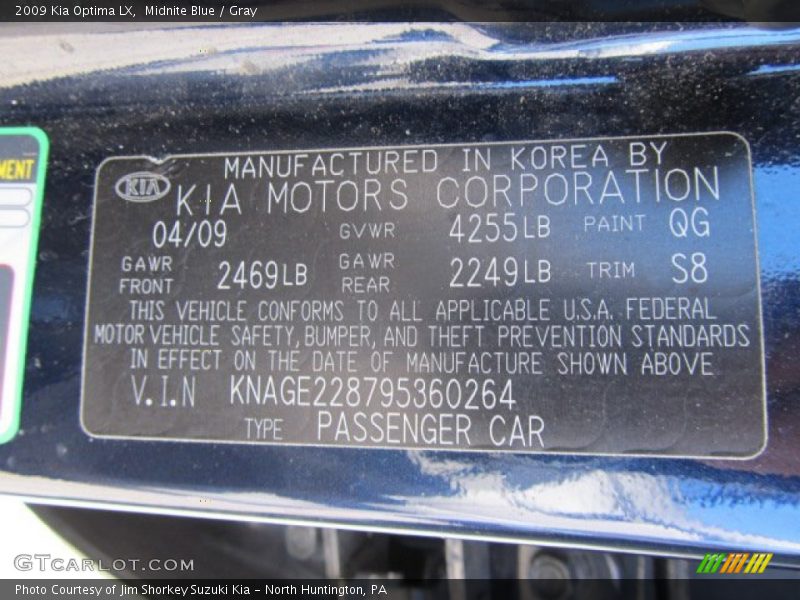 2009 Kia Optima LX, Midnite Blue / Gray
MENT
MANUFACTURED IN KOREA BY
KIA
KIA MOTORS CORPORATION
04/09 GVWR 4255LB PAINT QG
GAWR FRONT 2469LB GAWR REAR 2249LB TRIM S8
THIS VEHICLE CONFORMS TO ALL APPLICABLE U.S.A. FEDERAL
MOTOR VEHICLE SAFETY, BUMPER, AND THEFT PREVENTION STANDARDS
IN EFFECT ON THE DATE OF MANUFACTURE SHOWN ABOVE
V.I.N KNAGE228795360264
TYPE PASSENGER CAR
GTCARLOT.COM
Photo Courtesy of Jim Shorkey Suzuki Kia - North Huntington, PA